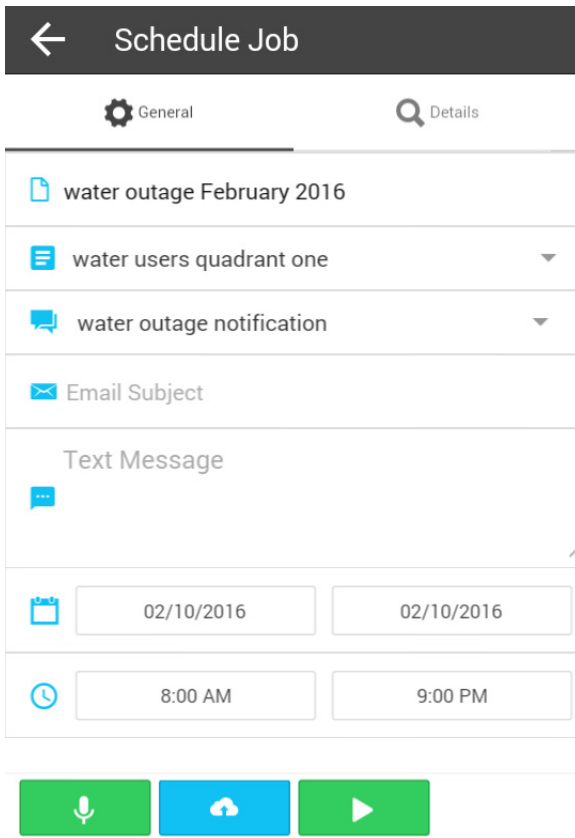 Schedule Job
General Details
water outage February 2016
water users quadrant one
water outage notification
Email Subject
Text Message
02/10/2016 02/10/2016
8:00 AM 9:00 PM